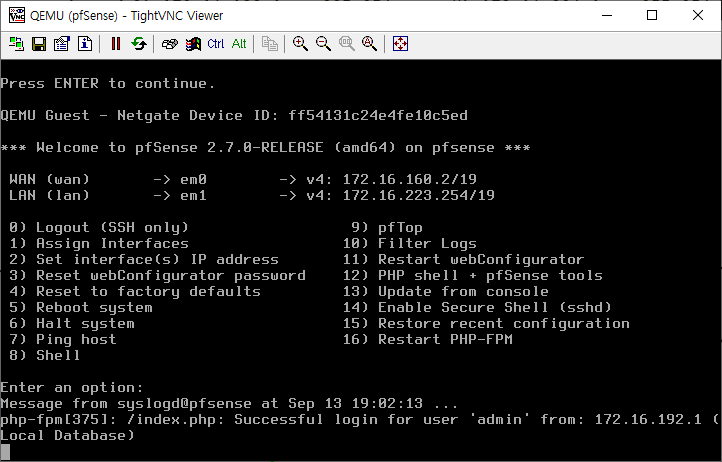 QEMU (pfSense) - TightVNC Viewer
Ctrl Alt
Press ENTER to continue.
QEMU Guest - Netgate Device ID: ff54131c24e4fe10c5ed
*** Welcome to pfSense 2.7.0-RELEASE (amd64) on pfsense ***
WAN (wan) -> em0 -> v4: 172.16.160.2/19
LAN (lan) -> em1 -> v4: 172.16.223.254/19
0) Logout (SSH only) 9) pfTop
1) Assign Interfaces 10) Filter Logs
2) Set interface(s) IP address 11) Restart webConfigurator
3) Reset webConfigurator password 12) PHP shell + pfSense tools
4) Reset to factory defaults 13) Update from console
5) Reboot system 14) Enable Secure Shell (sshd)
6) Halt system 15) Restore recent configuration
7) Ping host 16) Restart PHP-FPM
8) Shell
Enter an option:
Message from syslogd@pfsense at Sep 13 19:02:13 ...
php-fpm[375]: /index.php: Successful login for user 'admin' from: 172.16.192.1 (
Local Database)